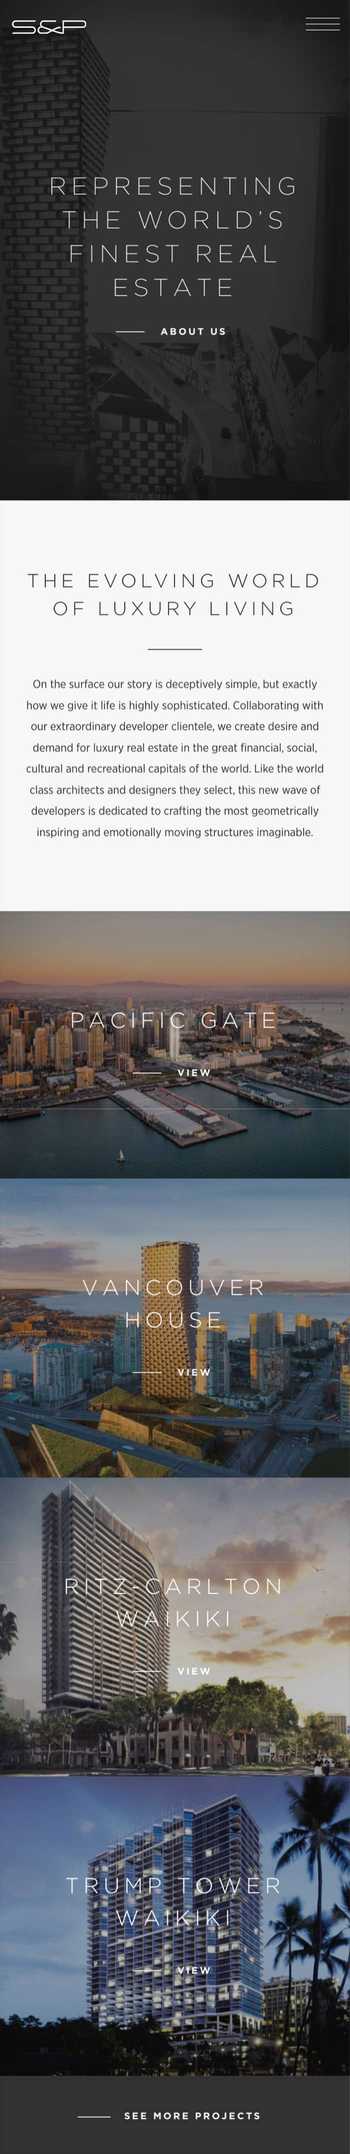 S&P
REPRESENTING
THE WORLD'S
FINEST REAL
ESTATE
ABOUT US
THE EVOLVING WORLD
OF LUXURY LIVING
On the surface our story is deceptively simple, but exactly
how we give it life is highly sophisticated. Collaborating with
our extraordinary developer clientele, we create desire and
demand for luxury real estate in the great financial, social,
cultural and recreational capitals of the world. Like the world
class architects and designers they select, this new wave of
developers is dedicated to crafting the most geometrically
inspiring and emotionally moving structures imaginable.
PACIFIC GATE
VIEW
VANCOUVER
HOUSE
VIEW
RITZ-CARLTON
WAIKIKI
VIEW
TRUMP TOWER
WAIKIKI
VIEW
SEE MORE PROJECTS